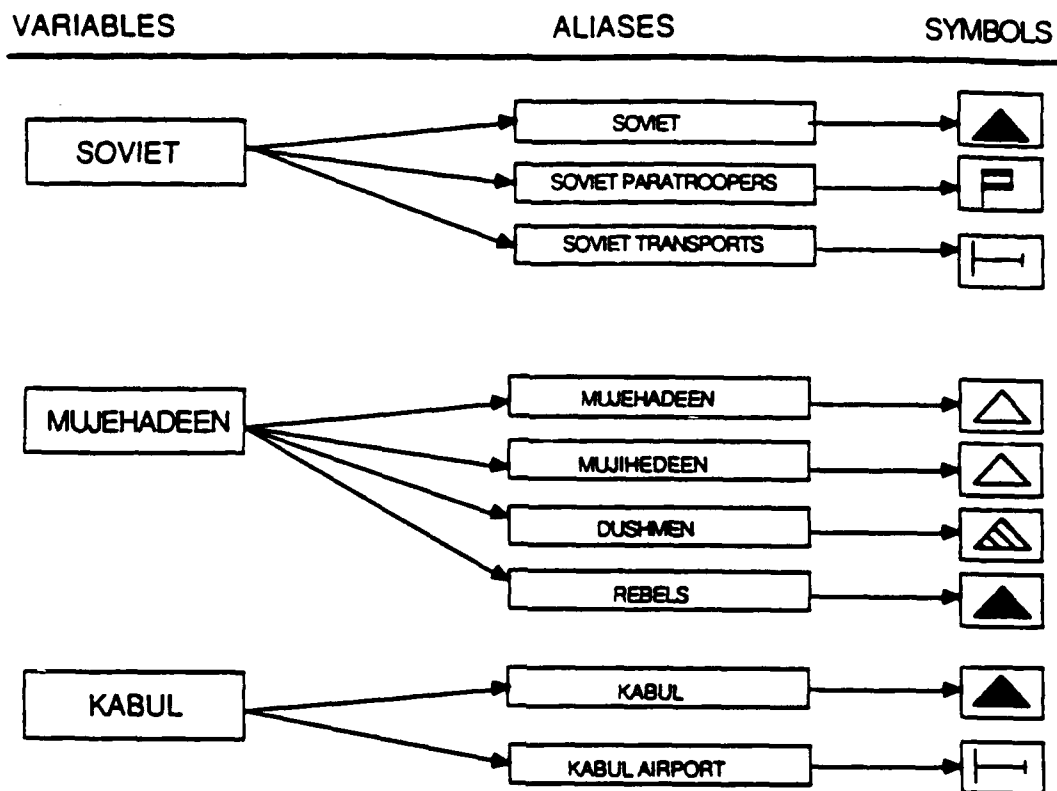 VARIABLES ALIASES SYMBOLS
SOVIET
SOVIET
SOVIET PARATROOPERS
SOVIET TRANSPORTS
MUJEHADEEN
MUJEHADEEN
MUJIHEDEEN
DUSHMEN
REBELS
KABUL
KABUL
KABUL AIRPORT